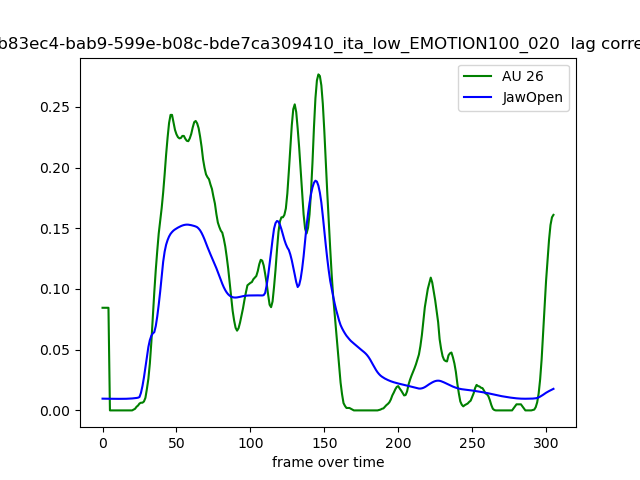 b83ec4-bab9-599e-b08c-bde7ca309410_ita_low_EMOTION100_020 lag corre
AU 26
JawOpen
0.25
0.20
0.15
0.10
0.05
0.00
0 50 100 150 200 250 300
frame over time